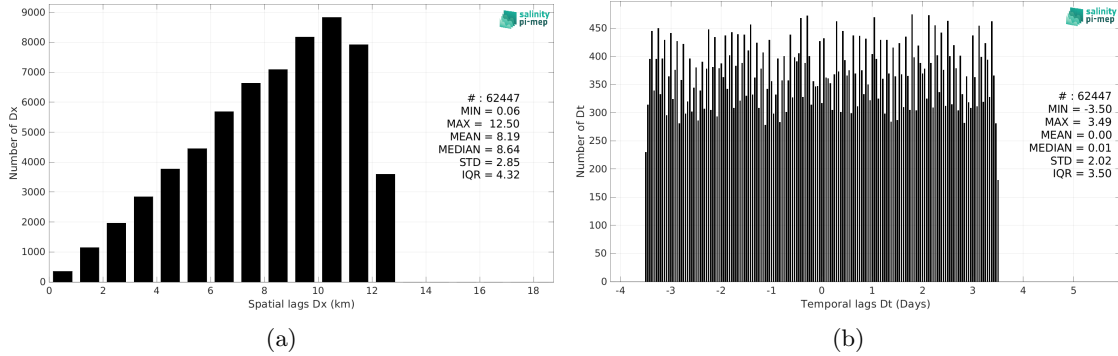 salinity
pi-mep
9000
8000
7000
6000
5000
4000
3000
2000
1000
0
Number of Dx
# : 62447
MIN = 0.06
MAX = 12.50
MEAN = 8.19
MEDIAN = 8.64
STD = 2.85
IQR = 4.32
0 2 4 6 8 10 12 14 16 18
Spatial lags Dx (km)
(a)
salinity
pi-mep
450
400
350
300
250
200
150
100
50
0
Number of Dt
# : 62447
MIN = -3.50
MAX = 3.49
MEAN = 0.00
MEDIAN = 0.01
STD = 2.02
IQR = 3.50
-4 -3 -2 -1 0 1 2 3 4 5
Temporal lags Dt (Days)
(b)